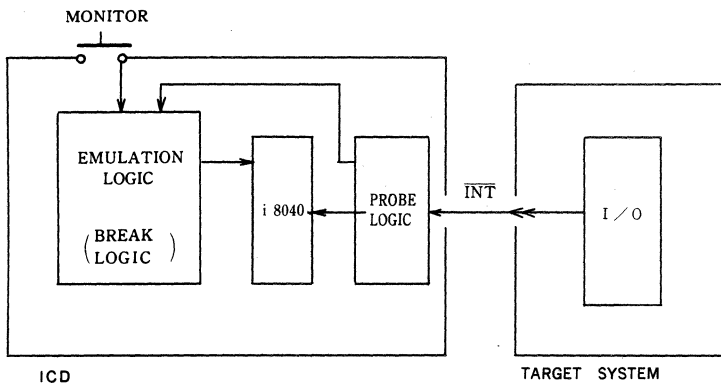 MONITOR
EMULATION
LOGIC
(BREAK
LOGIC)
i 8040
PROBE
LOGIC
INT
I/O
ICD
TARGET SYSTEM